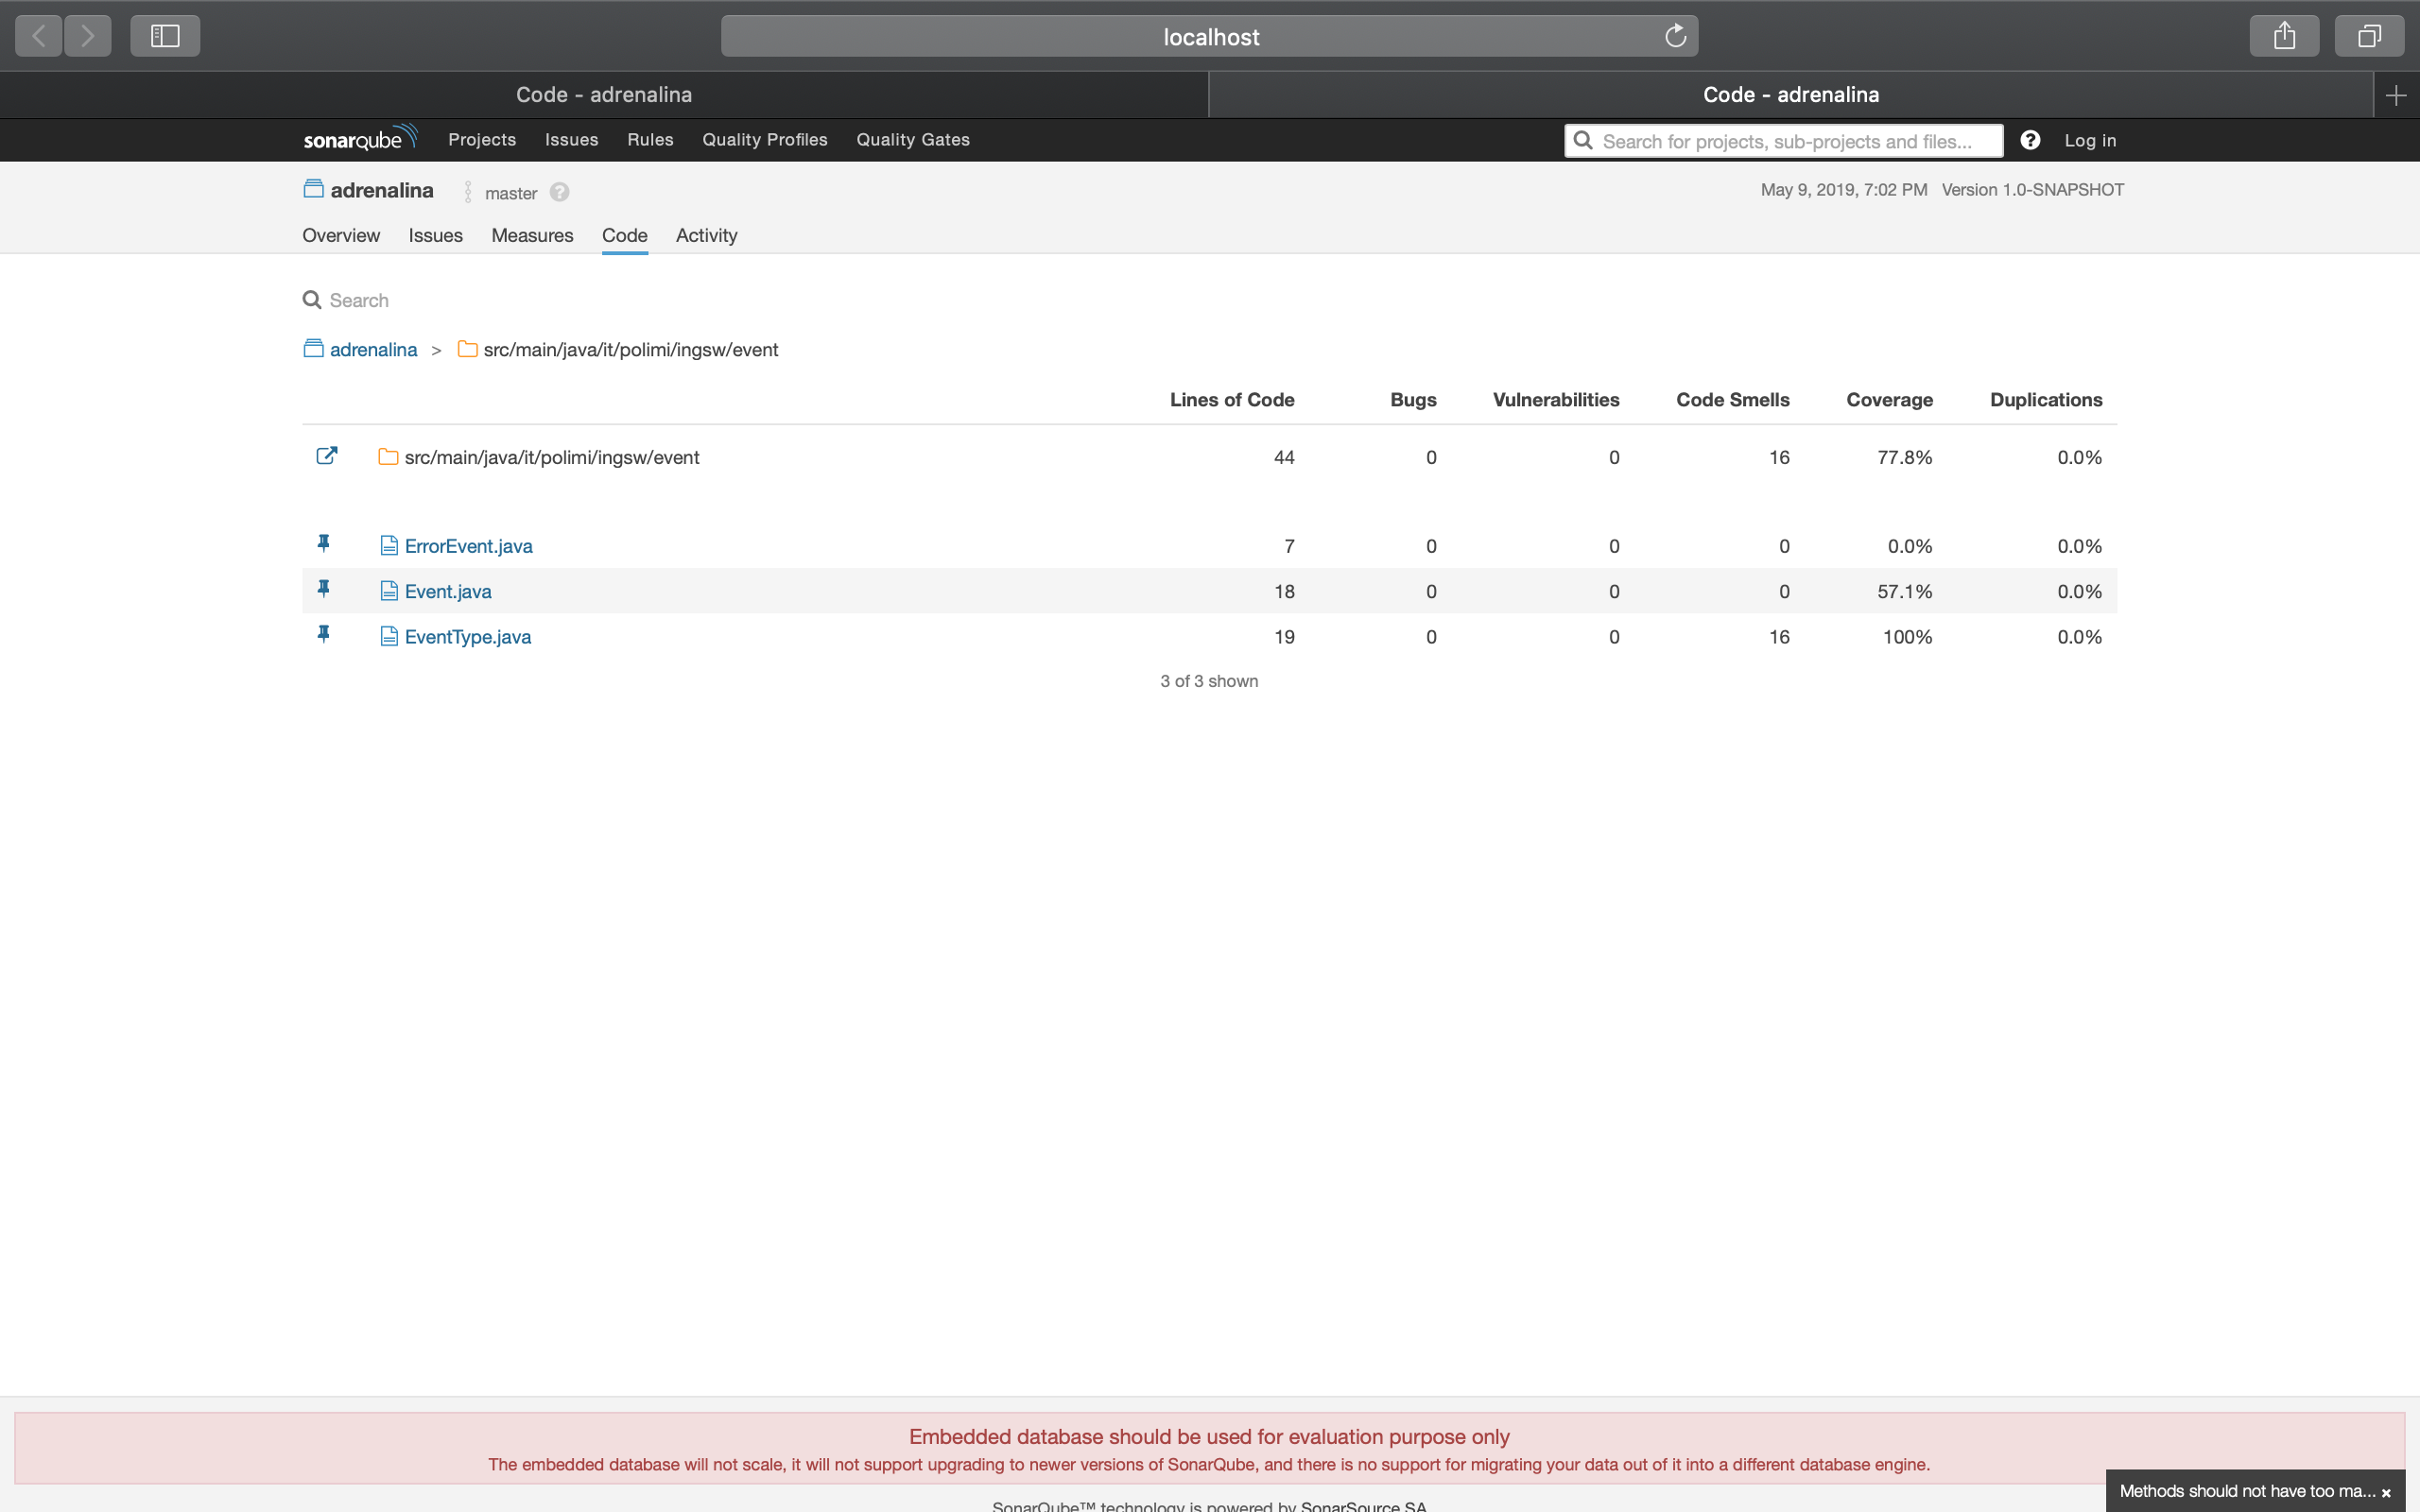 localhost
Code - adrenalina
Code - adrenalina
sonarqube Projects Issues Rules Quality Profiles Quality Gates Search for projects, sub-projects and files... Log in
adrenalina master May 9, 2019, 7:02 PM Version 1.0-SNAPSHOT
Overview Issues Measures Code Activity
Search
adrenalina > src/main/java/it/polimi/ingsw/event
Lines of Code Bugs Vulnerabilities Code Smells Coverage Duplications
src/main/java/it/polimi/ingsw/event 44 0 0 16 77.8% 0.0%
ErrorEvent.java 7 0 0 0 0.0% 0.0%
Event.java 18 0 0 0 57.1% 0.0%
EventType.java 19 0 0 16 100% 0.0%
3 of 3 shown
Embedded database should be used for evaluation purpose only
The embedded database will not scale, it will not support upgrading to newer versions of SonarQube, and there is no support for migrating your data out of it into a different database engine.
Methods should not have too ma... ×
SonarQube™ technology is powered by SonarSource SA